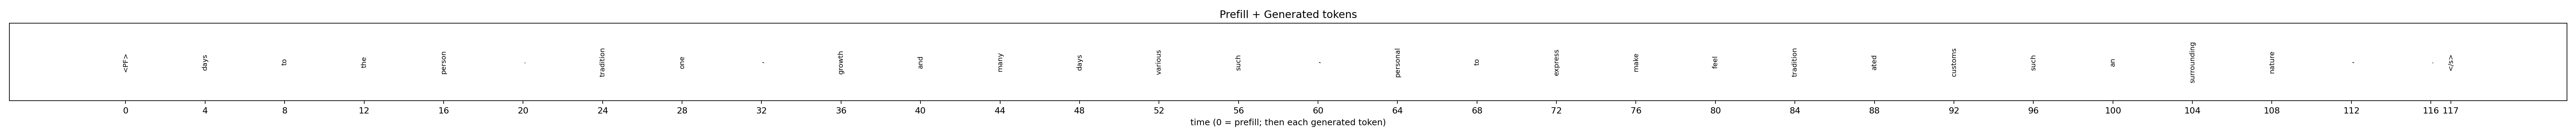 Prefill + Generated tokens
<PF> days to the person . tradition one - growth and many days various such - personal to express make feel tradition ated customs such an surrounding nature - . </s>
0 4 8 12 16 20 24 28 32 36 40 44 48 52 56 60 64 68 72 76 80 84 88 92 96 100 104 108 112 116 117
time (0 = prefill; then each generated token)